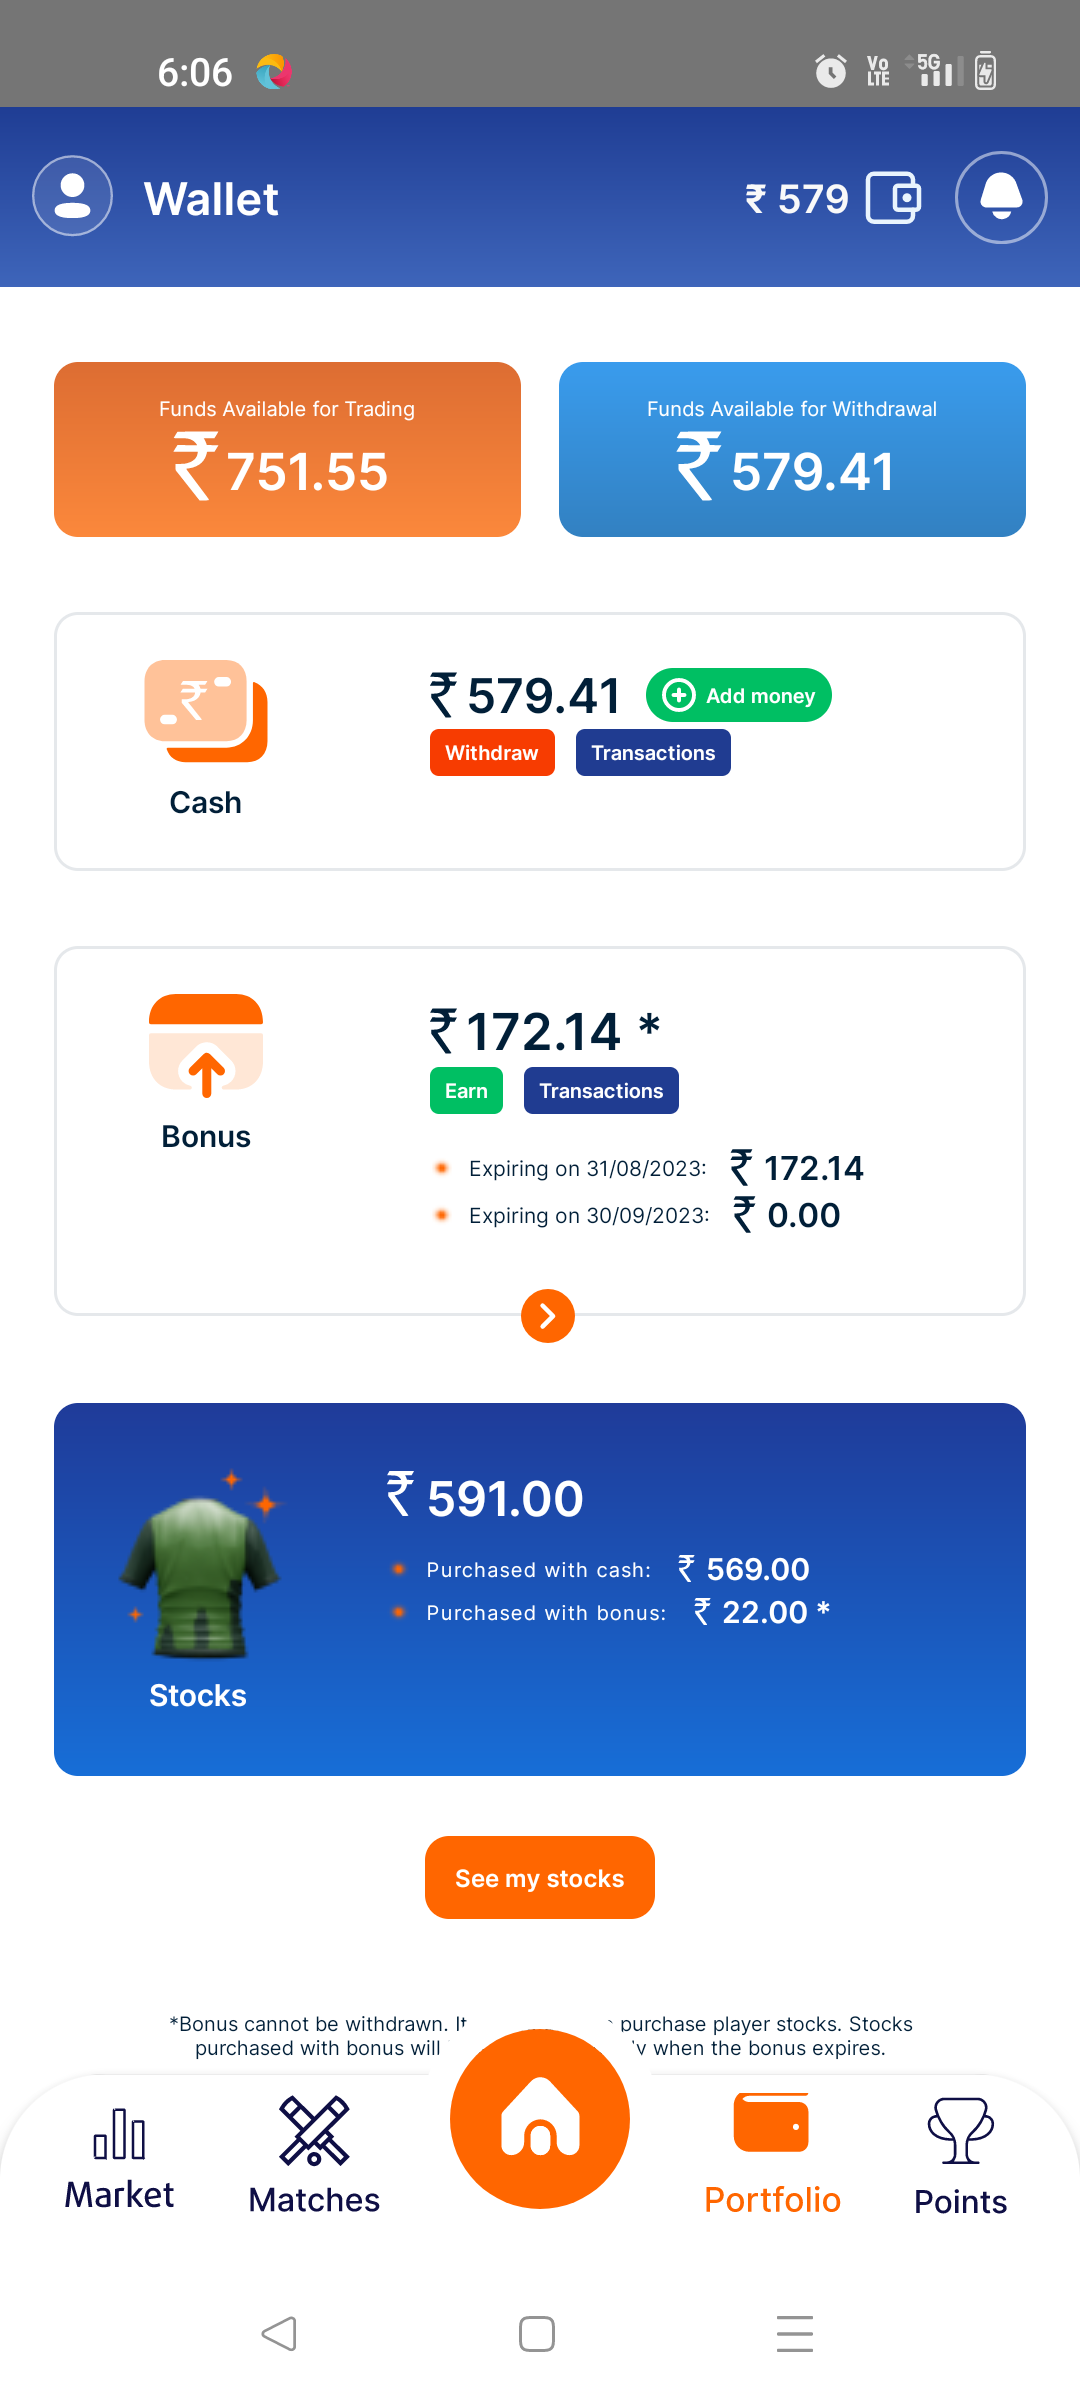 6:06
Vo
LTE
5G
Wallet
₹ 579
Funds Available for Trading
₹ 751.55
Funds Available for Withdrawal
₹ 579.41
₹
Cash
₹ 579.41
Add money
Withdraw
Transactions
Bonus
₹ 172.14 *
Earn
Transactions
Expiring on 31/08/2023: ₹ 172.14
Expiring on 30/09/2023: ₹ 0.00
Stocks
₹ 591.00
Purchased with cash: ₹ 569.00
Purchased with bonus: ₹ 22.00 *
See my stocks
*Bonus cannot be withdrawn. It purchase player stocks. Stocks
purchased with bonus will when the bonus expires.
Market
Matches
Portfolio
Points